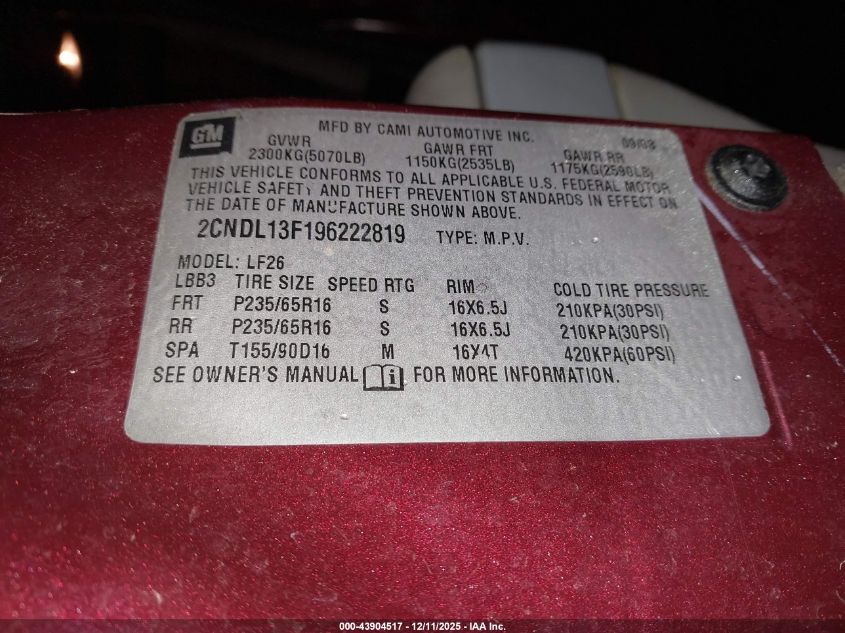 GM
MFD BY CAMI AUTOMOTIVE INC. 09/08
GVWR GAWR FRT GAWR RR
2300KG(5070LB) 1150KG(2535LB) 1175KG(2590LB)
THIS VEHICLE CONFORMS TO ALL APPLICABLE U.S. FEDERAL MOTOR
VEHICLE SAFETY AND THEFT PREVENTION STANDARDS IN EFFECT ON
THE DATE OF MANUFACTURE SHOWN ABOVE.
2CNDL13F196222819 TYPE: M.P.V.
MODEL: LF26
LBB3 TIRE SIZE SPEED RTG RIM COLD TIRE PRESSURE
FRT P235/65R16 S 16X6.5J 210KPA(30PSI)
RR P235/65R16 S 16X6.5J 210KPA(30PSI)
SPA T155/90D16 M 16X4T 420KPA(60PSI)
SEE OWNER'S MANUAL i FOR MORE INFORMATION.
000-43904517 - 12/11/2025 - IAA Inc.